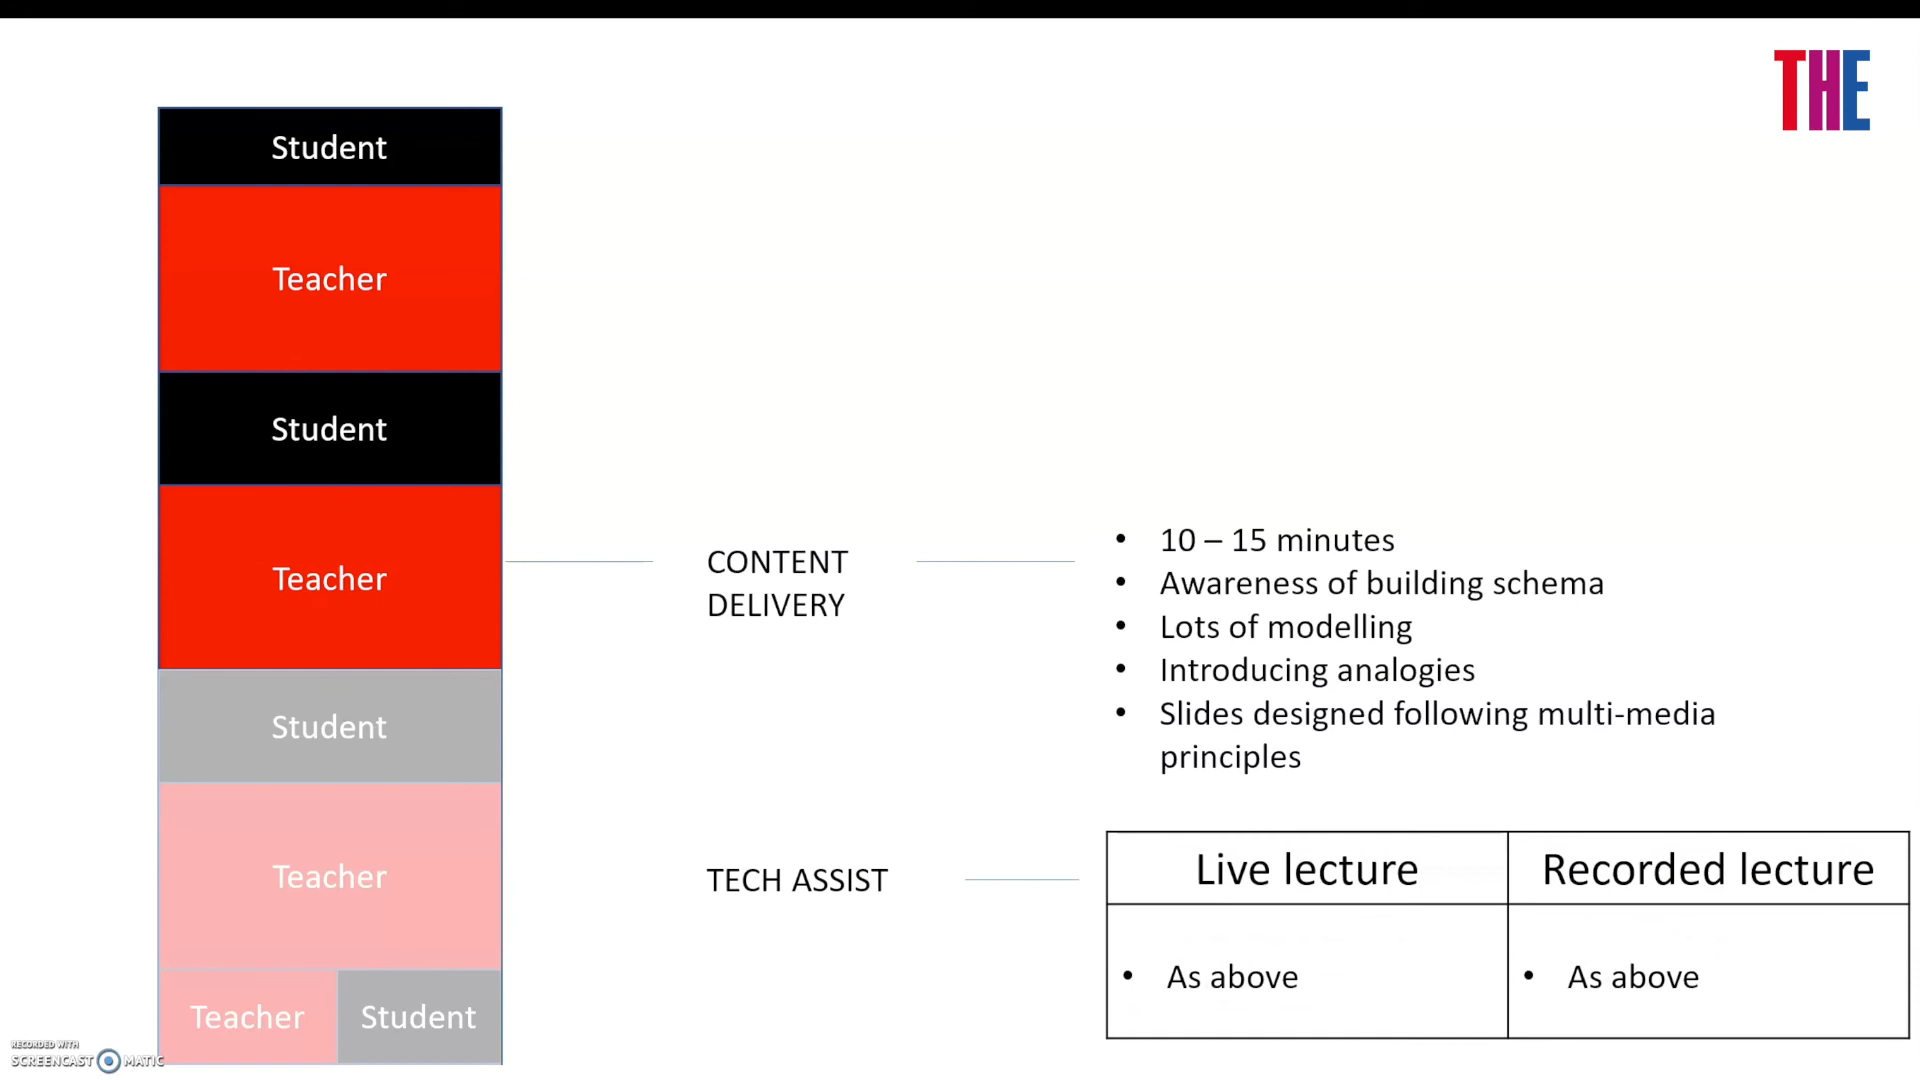 THE
Student
Teacher
Student
Teacher
CONTENT
DELIVERY
• 10 – 15 minutes
• Awareness of building schema
• Lots of modelling
• Introducing analogies
• Slides designed following multi-media
principles
Student
Teacher
TECH ASSIST
Live lecture
Recorded lecture
• As above
• As above
Teacher
Student
RECORDED WITH
SCREENCAST MATIC